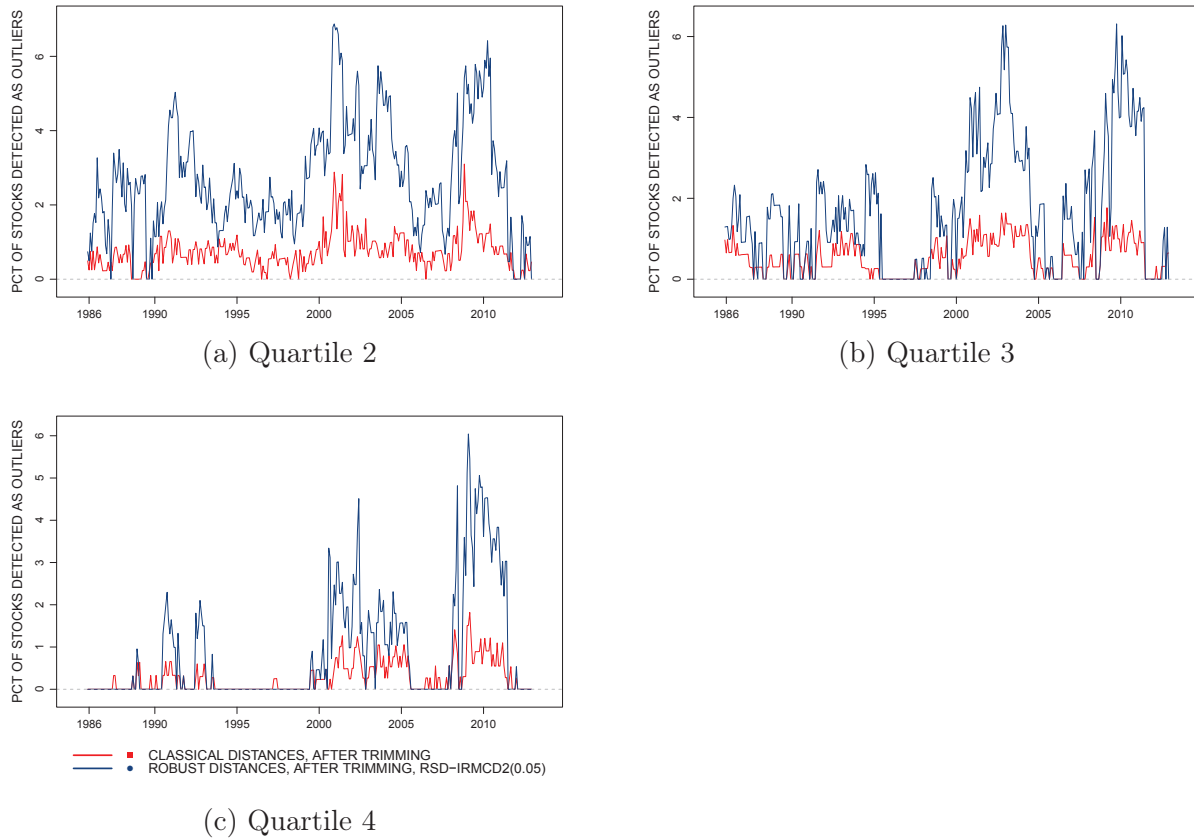 PCT OF STOCKS DETECTED AS OUTLIERS
6
4
2
0
1986 1990 1995 2000 2005 2010
(a) Quartile 2
PCT OF STOCKS DETECTED AS OUTLIERS
6
4
2
0
1986 1990 1995 2000 2005 2010
(b) Quartile 3
PCT OF STOCKS DETECTED AS OUTLIERS
6
5
4
3
2
1
0
1986 1990 1995 2000 2005 2010
CLASSICAL DISTANCES, AFTER TRIMMING
ROBUST DISTANCES, AFTER TRIMMING, RSD−IRMCD2(0.05)
(c) Quartile 4